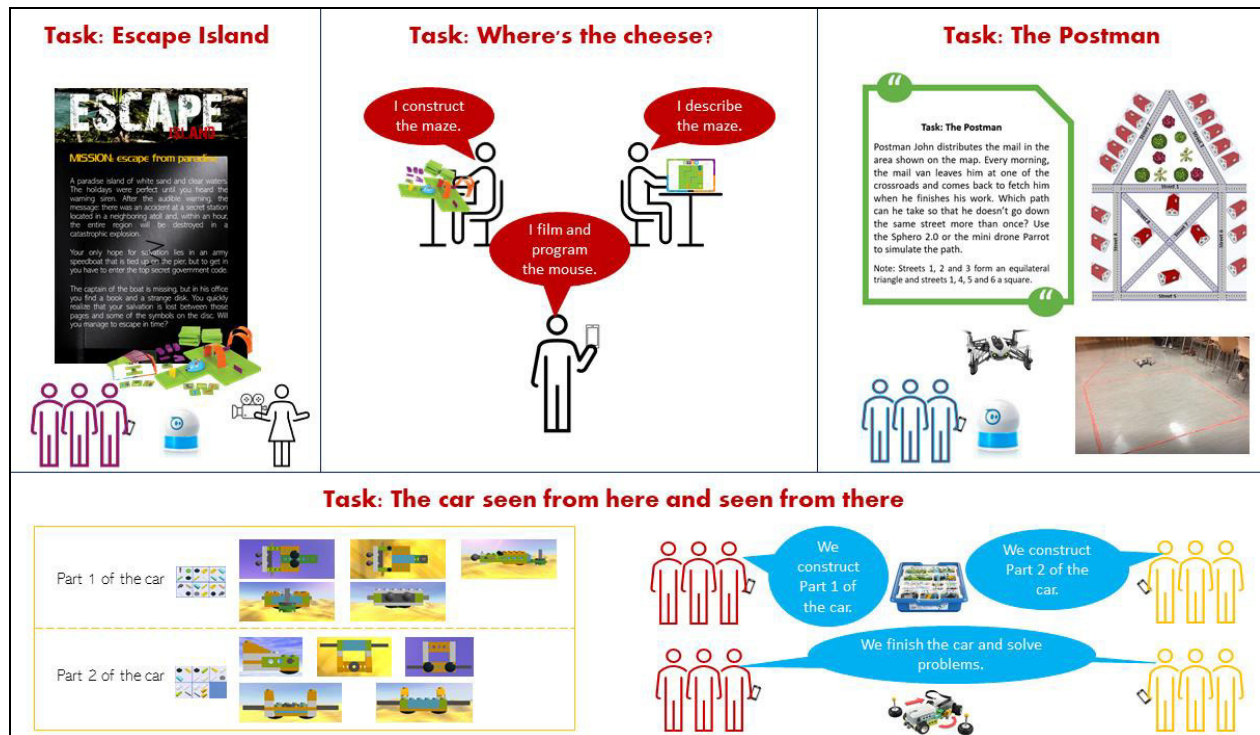 Task: Escape Island
ESCAPE
ISLAND
MISSION: escape from paradise
A paradise island of white sand and clear waters.
The holidays were perfect until you heard the
warning siren. After the audible warning, the
message: there was an accident at a secret station
located in a neighboring atoll and, within an hour,
the entire region will be destroyed in a
catastrophic explosion.
Your only hope for salvation lies in an army
speedboat that is tied up on the pier, but to get in
you have to enter the top secret government code.
The captain of the boat is missing, but in his office
you find a book and a strange disk. You quickly
realize that your salvation is lost between those
pages and some of the symbols on the disc. Will
you manage to escape in time?
Task: Where's the cheese?
I construct
the maze.
I describe
the maze.
I film and
program
the mouse.
Task: The Postman
Task: The Postman
Postman John distributes the mail in the
area shown on the map. Every morning,
the mail van leaves him at one of the
crossroads and comes back to fetch him
when he finishes his work. Which path
can he take so that he doesn't go down
the same street more than once? Use
the Sphero 2.0 or the mini drone Parrot
to simulate the path.
Note: Streets 1, 2 and 3 form an equilateral
triangle and streets 1, 4, 5 and 6 a square.
Street 1
Street 5
Task: The car seen from here and seen from there
Part 1 of the car
Part 2 of the car
We
construct
Part 1 of
the car.
We construct
Part 2 of the
car.
We finish the car and solve
problems.